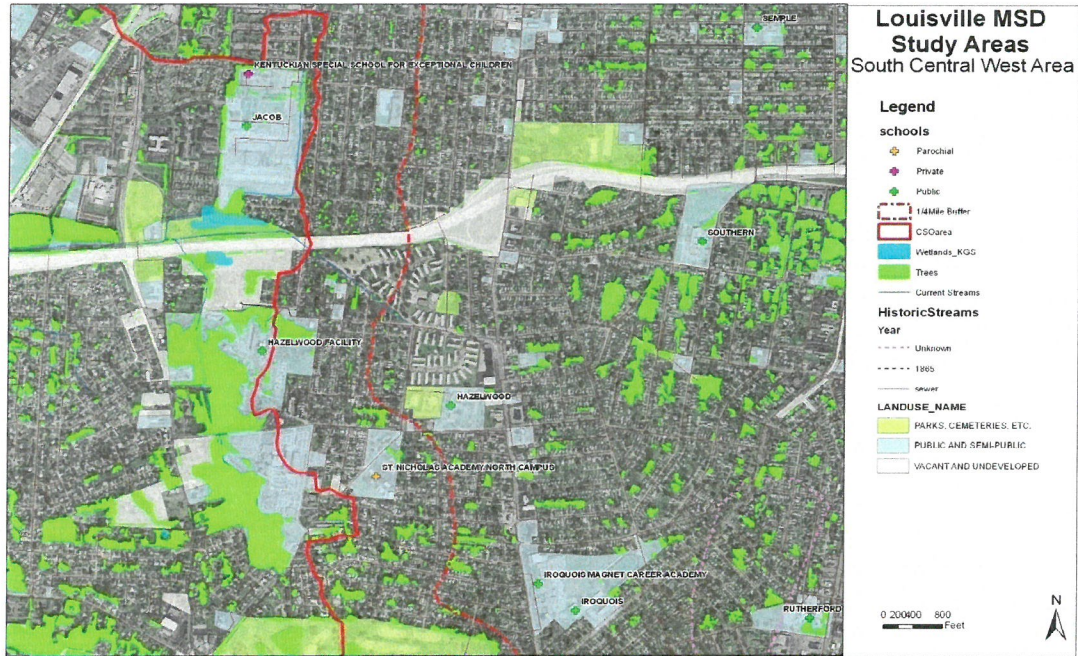 SEMPLE
KENTUCKIAN SPECIAL SCHOOL FOR EXCEPTIONAL CHILDREN
JACOB
SOUTHERN
HAZELWOOD FACILITY
HAZELWOOD
ST NICHOLAS ACADEMY NORTH CAMPUS
IROQUOIS MAGNET CAREER ACADEMY
IROQUOIS
RUTHERFORD
Louisville MSD
Study Areas
South Central West Area
Legend
schools
Parochial
Private
Public
1/4Mile Buffer
CSOarea
Wetlands_KGS
Trees
Current Streams
HistoricStreams
Year
Unknown
1865
sewer
LANDUSE_NAME
PARKS, CEMETERIES, ETC.
PUBLIC AND SEMI-PUBLIC
VACANT AND UNDEVELOPED
N
0 200400 800
Feet